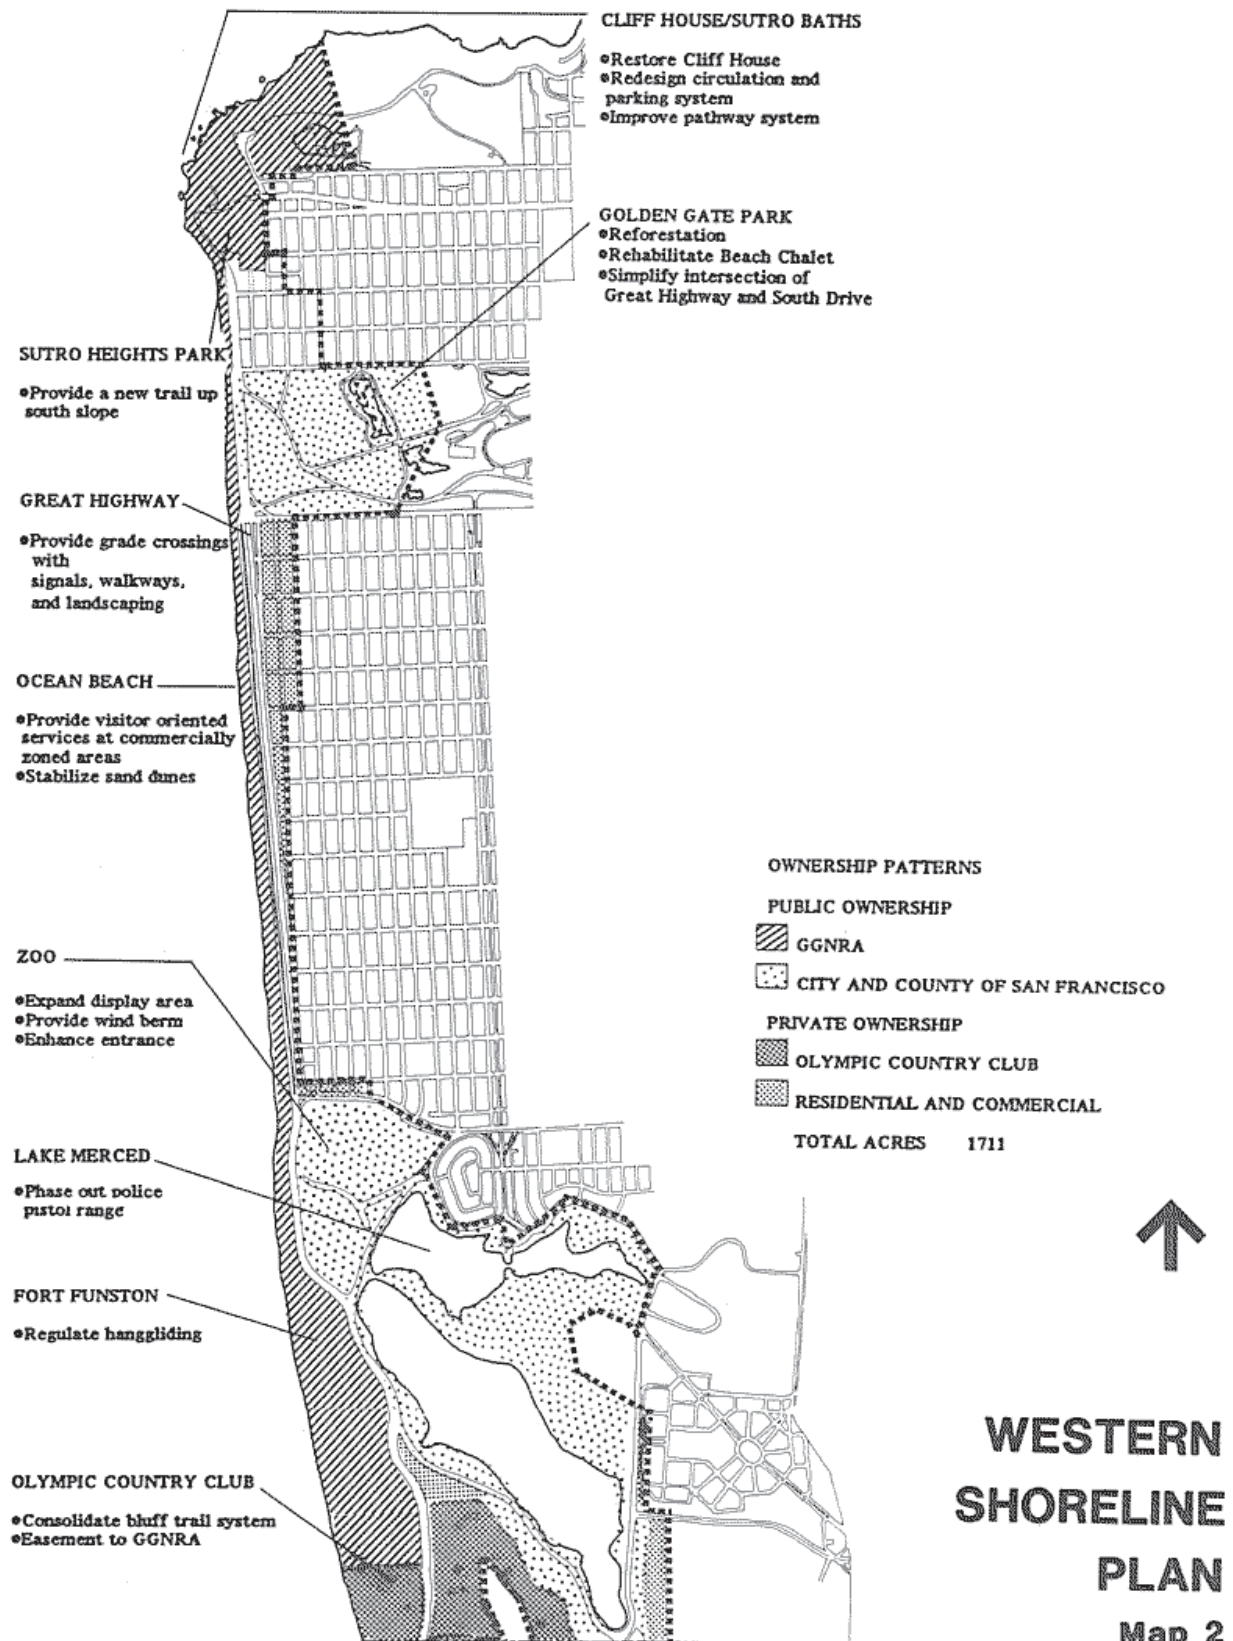 CLIFF HOUSE/SUTRO BATHS
•Restore Cliff House
•Redesign circulation and
parking system
•Improve pathway system
GOLDEN GATE PARK
•Reforestation
•Rehabilitate Beach Chalet
•Simplify intersection of
Great Highway and South Drive
SUTRO HEIGHTS PARK
•Provide a new trail up
south slope
GREAT HIGHWAY
•Provide grade crossings
with
signals, walkways,
and landscaping
OCEAN BEACH
•Provide visitor oriented
services at commercially
zoned areas
•Stabilize sand dunes
ZOO
•Expand display area
•Provide wind berm
•Enhance entrance
LAKE MERCED
•Phase out police
pistol range
FORT FUNSTON
•Regulate hanggliding
OLYMPIC COUNTRY CLUB
•Consolidate bluff trail system
•Easement to GGNRA
OWNERSHIP PATTERNS
PUBLIC OWNERSHIP
GGNRA
CITY AND COUNTY OF SAN FRANCISCO
PRIVATE OWNERSHIP
OLYMPIC COUNTRY CLUB
RESIDENTIAL AND COMMERCIAL
TOTAL ACRES 1711
WESTERN
SHORELINE
PLAN
Map 2